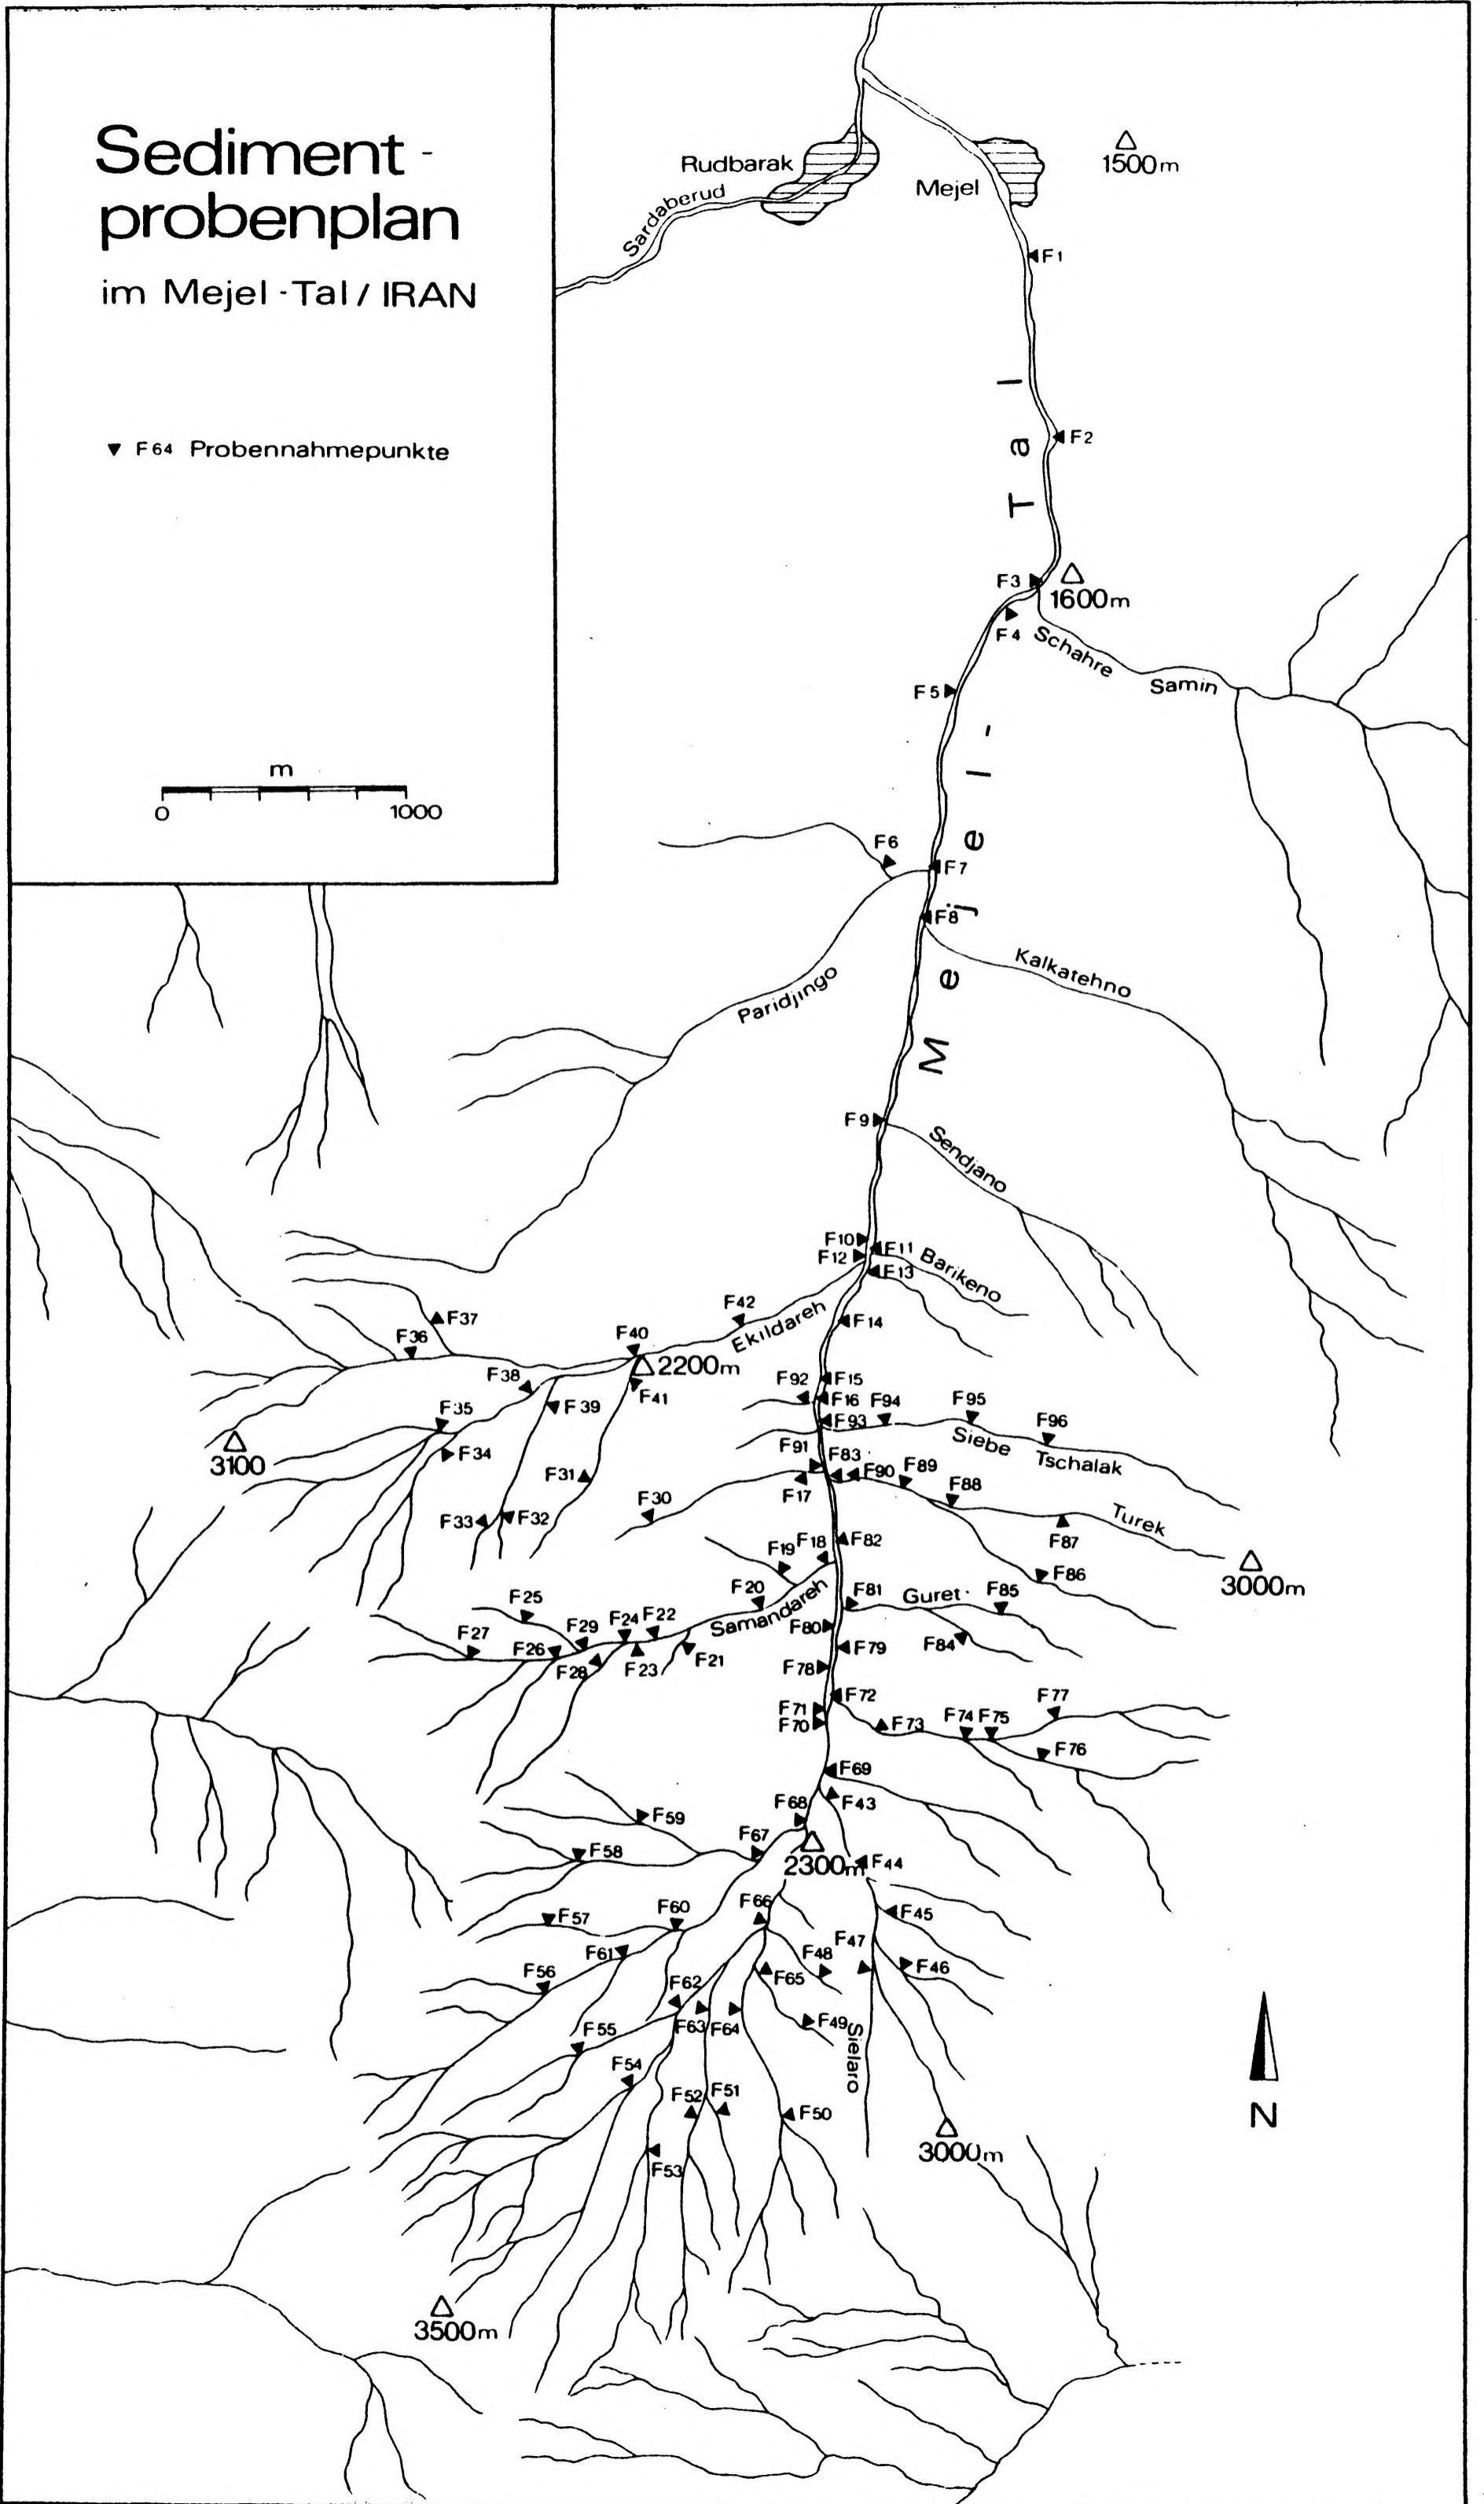 Sediment -
probenplan
im Mejel - Tal / IRAN
▼ F64 Probennahmepunkte
m
0 1000
Rudbarak
Sardaberud
Mejel
1500m
F1
F2
F3
1600m
F4
Schahre Samin
F5
F6
F7
F8
Mejel-Tal
Kalkatehno
Paridjingo
F9
Sendjano
F10
F11
Barikeno
F12
F13
F37
F42
Ekildareh
F14
F36
F40
2200m
F38
F41
F92
F15
F16
F94
F95
F39
F35
F93
F96
Siebe Tschalak
3100
F34
F91
F83
F90
F89
F31
F17
F88
F30
Turek
F33
F32
F87
F19
F18
F82
F86
3000m
F25
F20
Samandareh
F81
Guret
F85
F27
F26
F29
F24
F22
F80
F28
F23
F21
F79
F84
F78
F72
F77
F71
F70
F73
F74
F75
F76
F69
F59
F68
F43
F67
F58
2300m
F44
F57
F60
F66
F45
F61
F48
F47
F56
F62
F65
F46
F55
F63
F64
F49
Sielaro
F54
F52
F51
F50
F53
3000m
N
3500m